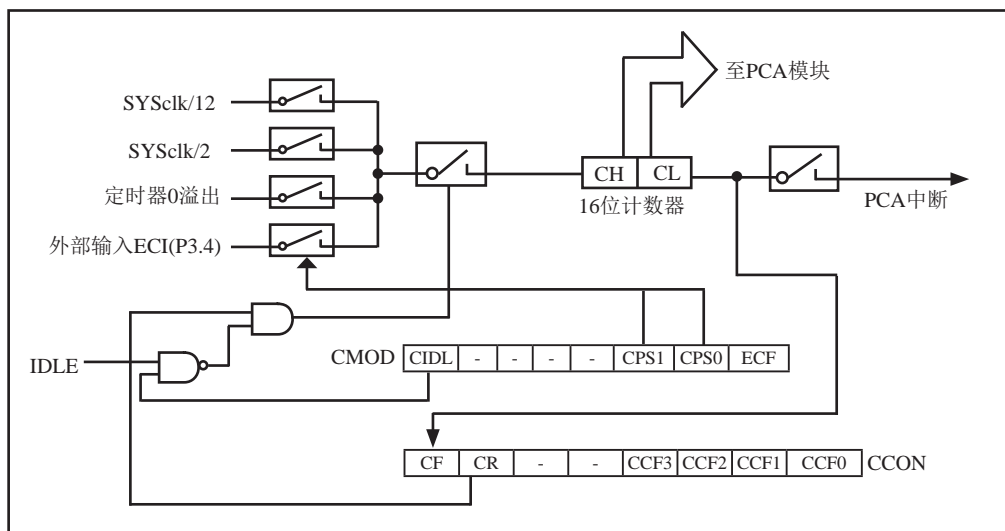 至PCA模块
SYSclk/12
SYSclk/2
定时器0溢出
外部输入ECI(P3.4)
CH CL
16位计数器
PCA中断
IDLE
CMOD CIDL - - - - CPS1 CPS0 ECF
CF CR - - CCF3 CCF2 CCF1 CCF0 CCON